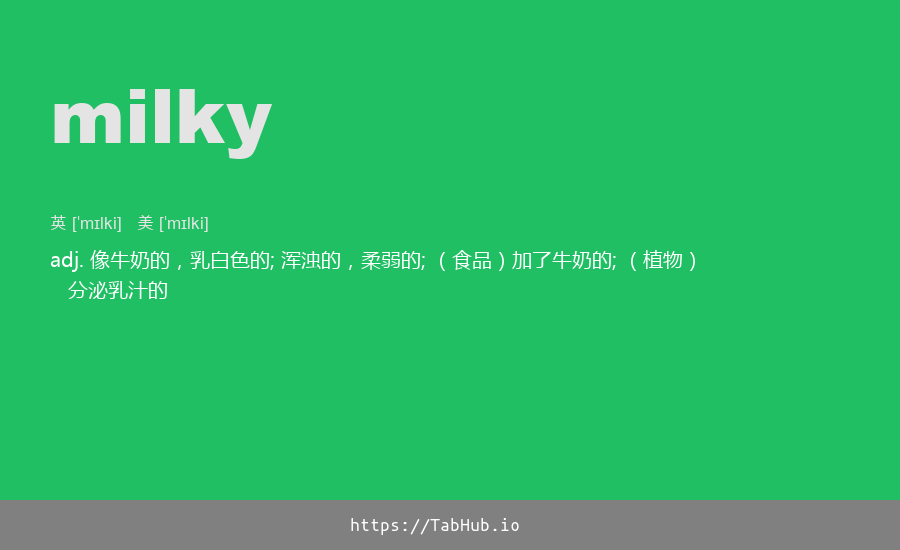 milky
英 [ˈmɪlki] 美 [ˈmɪlki]
adj. 像牛奶的，乳白色的; 浑浊的，柔弱的; （食品）加了牛奶的; （植物）
分泌乳汁的
https://TabHub.io